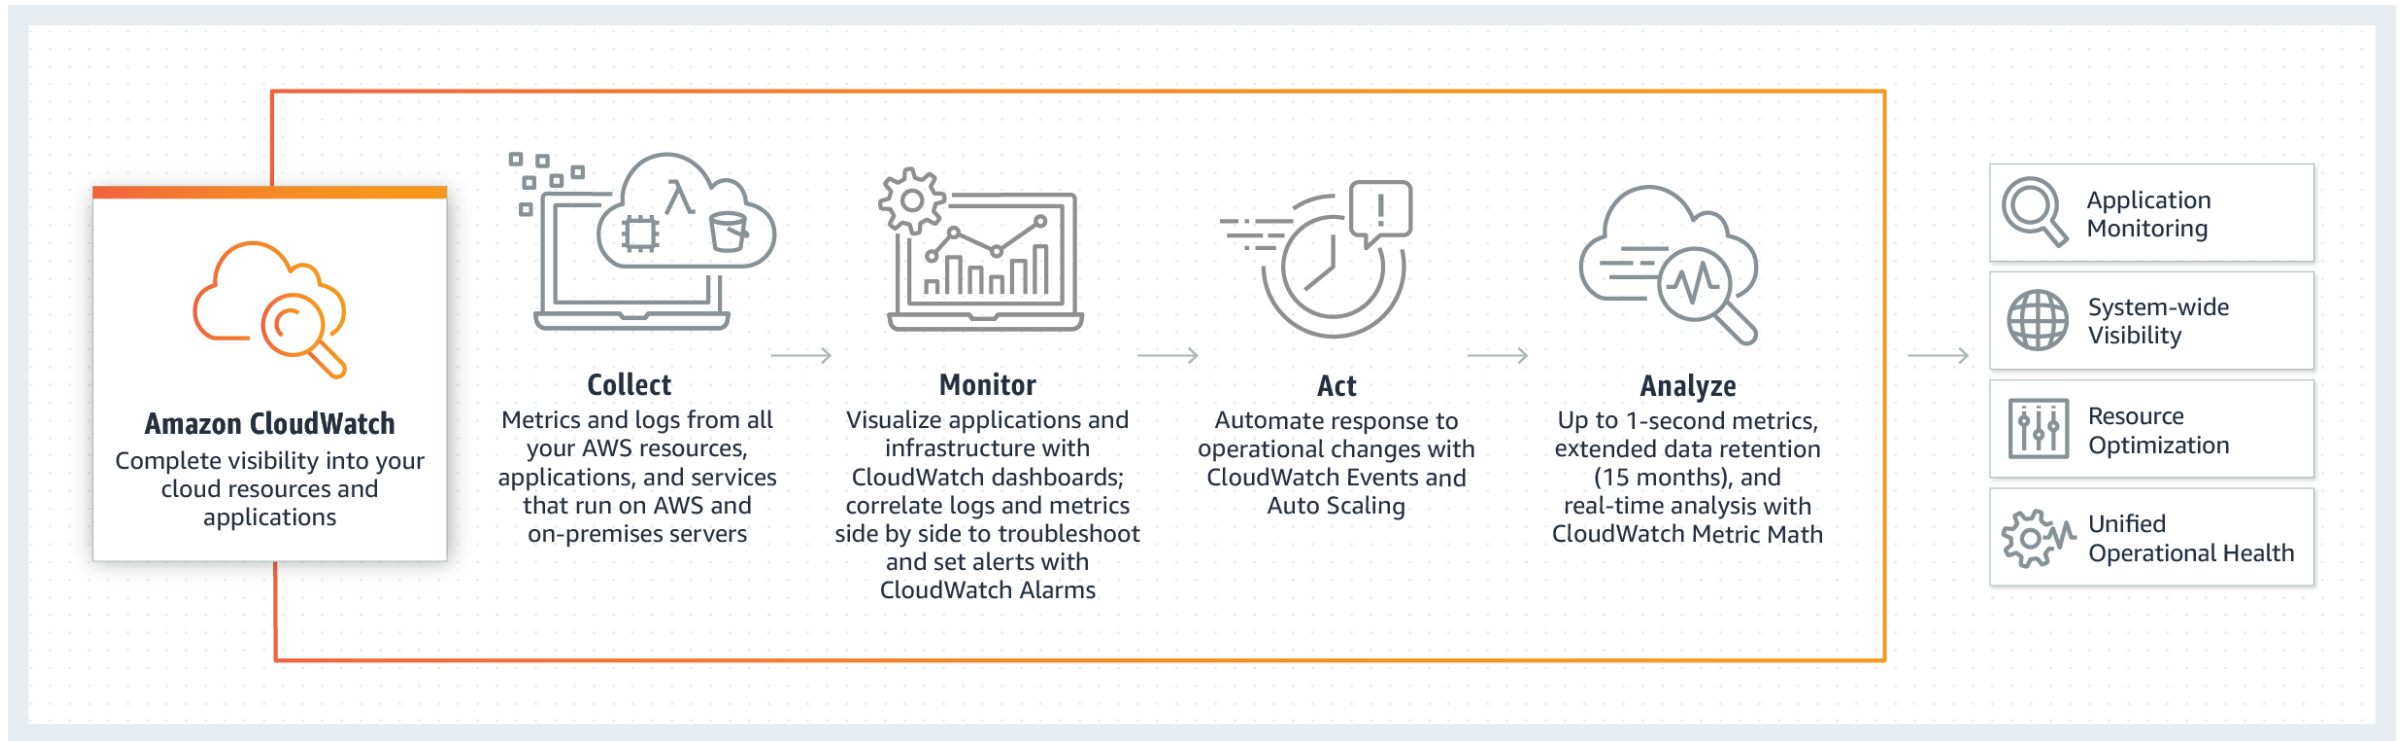 Amazon CloudWatch
Complete visibility into your
cloud resources and
applications
Collect
Metrics and logs from all
your AWS resources,
applications, and services
that run on AWS and
on-premises servers
Monitor
Visualize applications and
infrastructure with
CloudWatch dashboards;
correlate logs and metrics
side by side to troubleshoot
and set alerts with
CloudWatch Alarms
Act
Automate response to
operational changes with
CloudWatch Events and
Auto Scaling
Analyze
Up to 1-second metrics,
extended data retention
(15 months), and
real-time analysis with
CloudWatch Metric Math
Application
Monitoring
System-wide
Visibility
Resource
Optimization
Unified
Operational Health